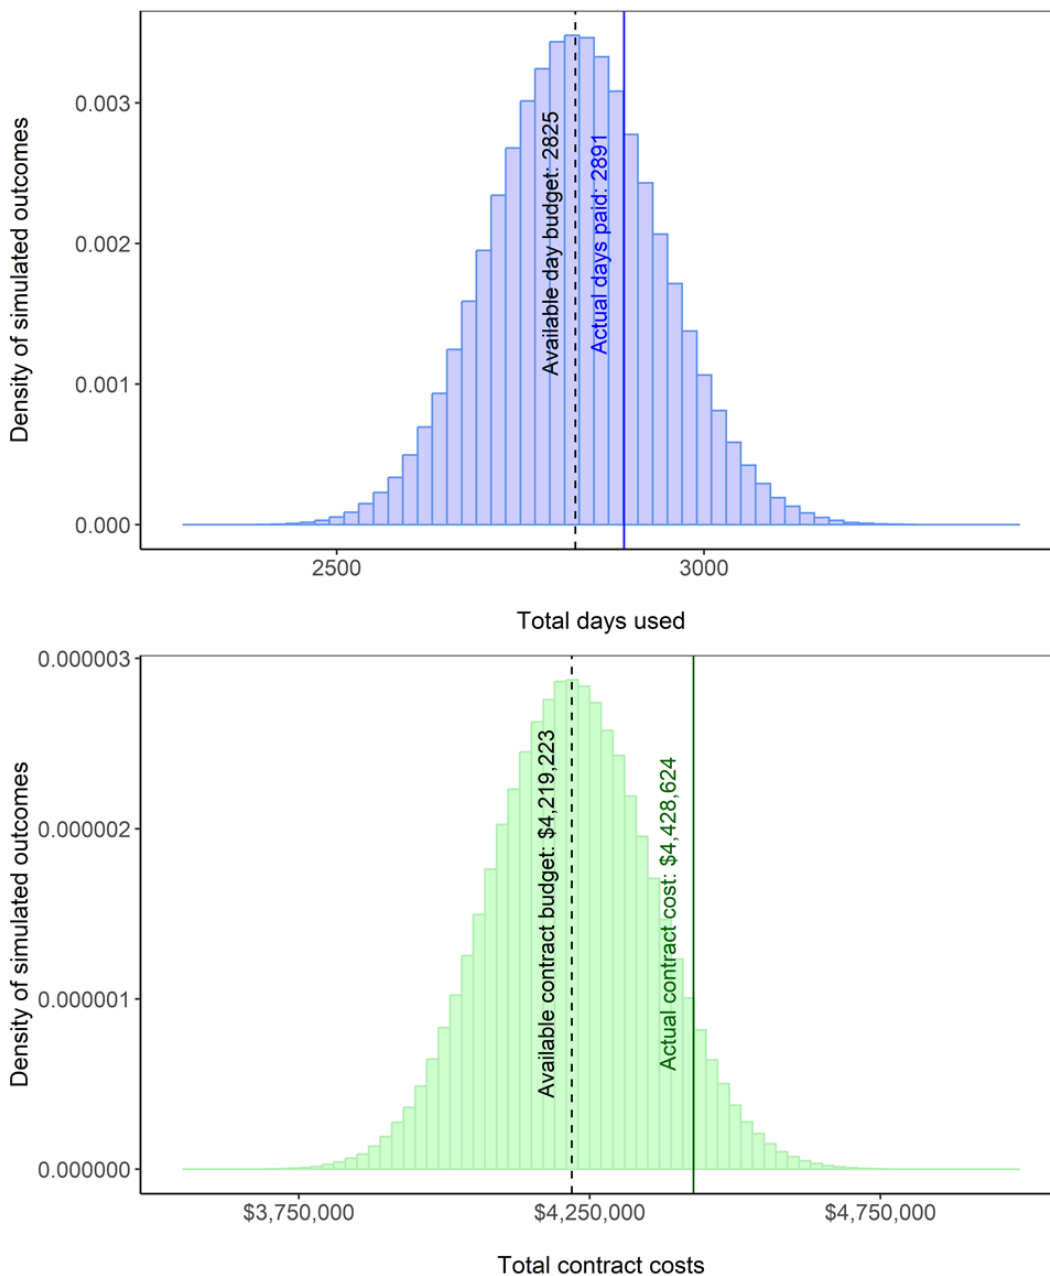 Density of simulated outcomes
0.003
0.002
0.001
0.000
Available day budget: 2825
Actual days paid: 2891
2500
3000
Total days used
Density of simulated outcomes
0.000003
0.000002
0.000001
0.000000
Available contract budget: $4,219,223
Actual contract cost: $4,428,624
$3,750,000
$4,250,000
$4,750,000
Total contract costs